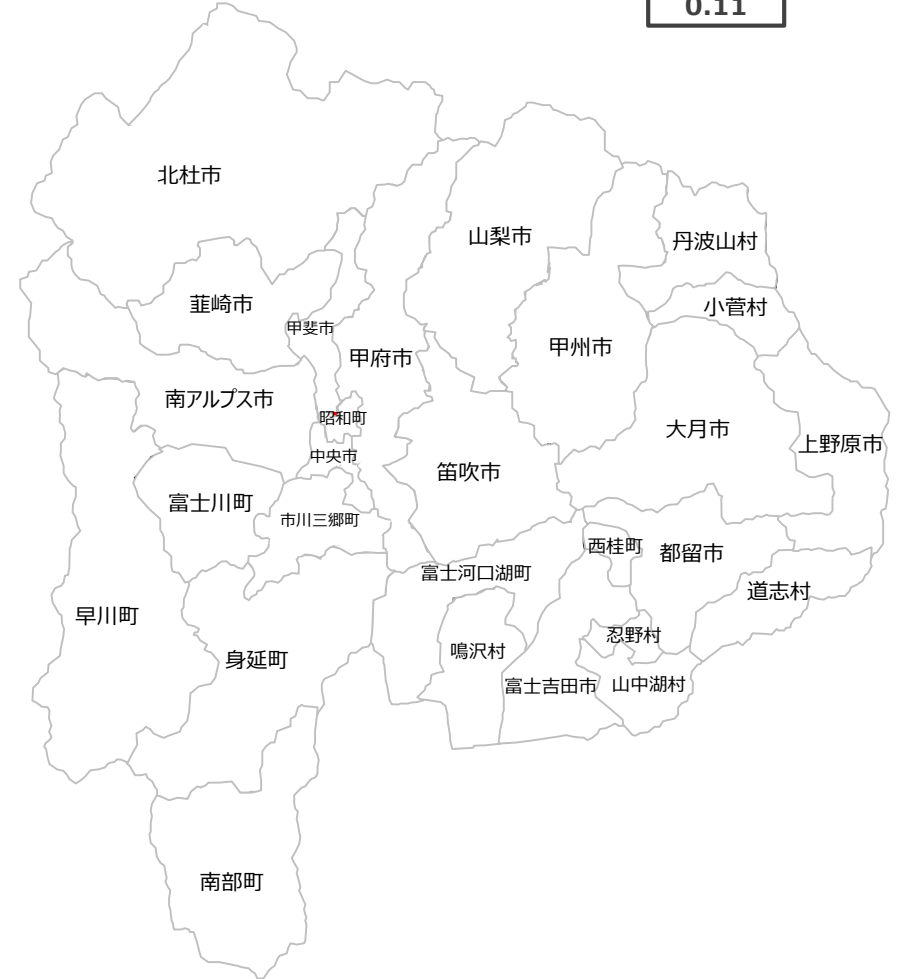 0.11
北杜市
山梨市
丹波山村
韮崎市
小菅村
甲斐市
甲府市
甲州市
南アルプス市
昭和町
大月市
上野原市
中央市
笛吹市
富士川町
市川三郷町
西桂町
都留市
富士河口湖町
道志村
早川町
忍野村
鳴沢村
身延町
富士吉田市
山中湖村
南部町